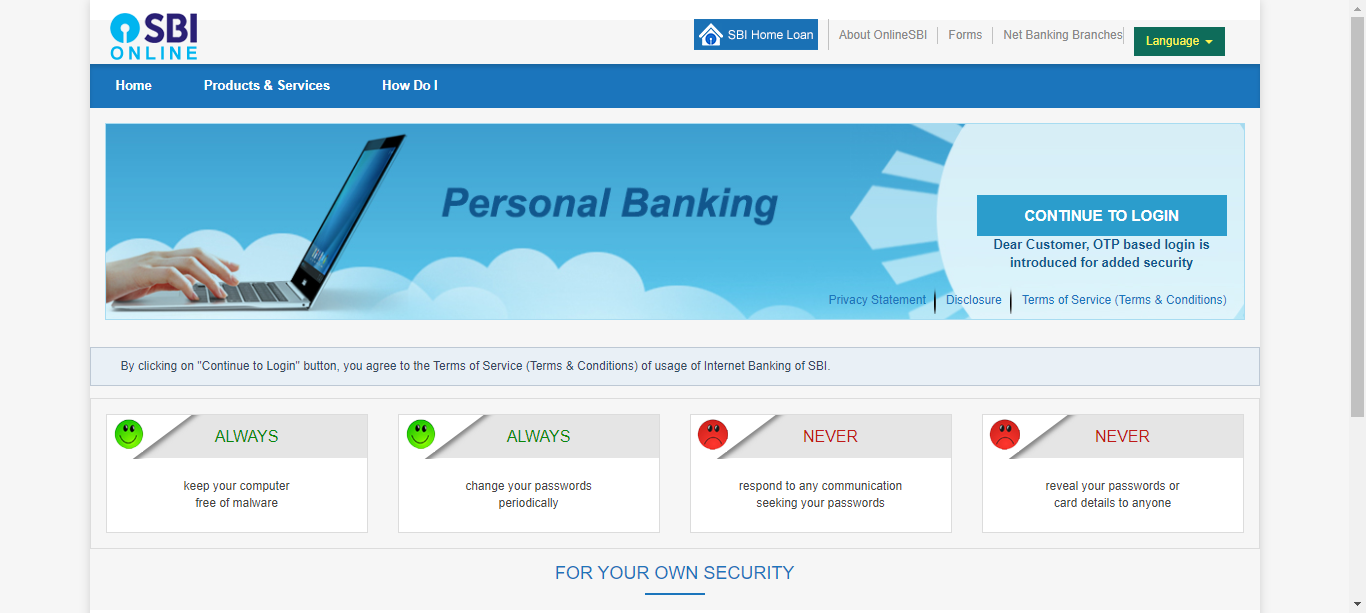 SBI
ONLINE
SBI Home Loan
About OnlineSBI
Forms
Net Banking Branches
Language
Home
Products & Services
How Do I
Personal Banking
CONTINUE TO LOGIN
Dear Customer, OTP based login is
introduced for added security
Privacy Statement
Disclosure
Terms of Service (Terms & Conditions)
By clicking on "Continue to Login" button, you agree to the Terms of Service (Terms & Conditions) of usage of Internet Banking of SBI.
ALWAYS
keep your computer
free of malware
ALWAYS
change your passwords
periodically
NEVER
respond to any communication
seeking your passwords
NEVER
reveal your passwords or
card details to anyone
FOR YOUR OWN SECURITY